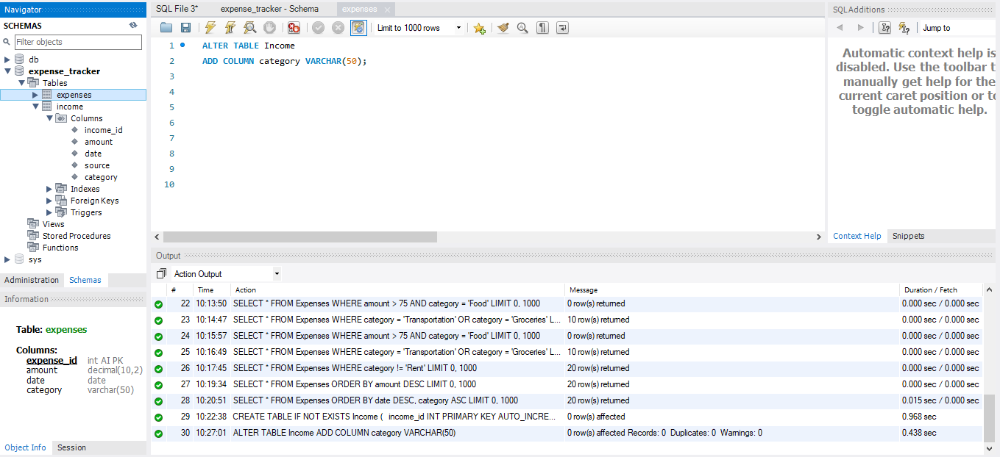 Navigator
SCHEMAS
Filter objects
db
expense_tracker
Tables
expenses
income
Columns
income_id
amount
date
source
category
Indexes
Foreign Keys
Triggers
Views
Stored Procedures
Functions
sys
Administration Schemas
Information
Table: expenses
Columns:
expense_id int AI PK
amount decimal(10,2)
date date
category varchar(50)
Object Info Session
SQL File 3* expense_tracker - Schema expenses
Limit to 1000 rows
1 ALTER TABLE Income
2 ADD COLUMN category VARCHAR(50);
3
4
5
6
7
8
9
10
SQLAdditions
Jump to
Automatic context help is
disabled. Use the toolbar t
manually get help for the
current caret position or to
toggle automatic help.
Context Help Snippets
Output
Action Output
# Time Action Message Duration / Fetch
22 10:13:50 SELECT * FROM Expenses WHERE amount > 75 AND category = 'Food' LIMIT 0, 1000 0 row(s) returned 0.000 sec / 0.000 sec
23 10:14:47 SELECT * FROM Expenses WHERE category = 'Transportation' OR category = 'Groceries' L... 10 row(s) returned 0.000 sec / 0.000 sec
24 10:15:57 SELECT * FROM Expenses WHERE amount > 75 AND category = 'Food' LIMIT 0, 1000 0 row(s) returned 0.000 sec / 0.000 sec
25 10:16:49 SELECT * FROM Expenses WHERE category = 'Transportation' OR category = 'Groceries' L... 10 row(s) returned 0.000 sec / 0.000 sec
26 10:17:45 SELECT * FROM Expenses WHERE category != 'Rent' LIMIT 0, 1000 20 row(s) returned 0.000 sec / 0.000 sec
27 10:19:34 SELECT * FROM Expenses ORDER BY amount DESC LIMIT 0, 1000 20 row(s) returned 0.000 sec / 0.000 sec
28 10:20:51 SELECT * FROM Expenses ORDER BY date DESC, category ASC LIMIT 0, 1000 20 row(s) returned 0.015 sec / 0.000 sec
29 10:22:38 CREATE TABLE IF NOT EXISTS Income ( income_id INT PRIMARY KEY AUTO_INCRE... 0 row(s) affected 0.968 sec
30 10:27:01 ALTER TABLE Income ADD COLUMN category VARCHAR(50) 0 row(s) affected Records: 0 Duplicates: 0 Warnings: 0 0.438 sec